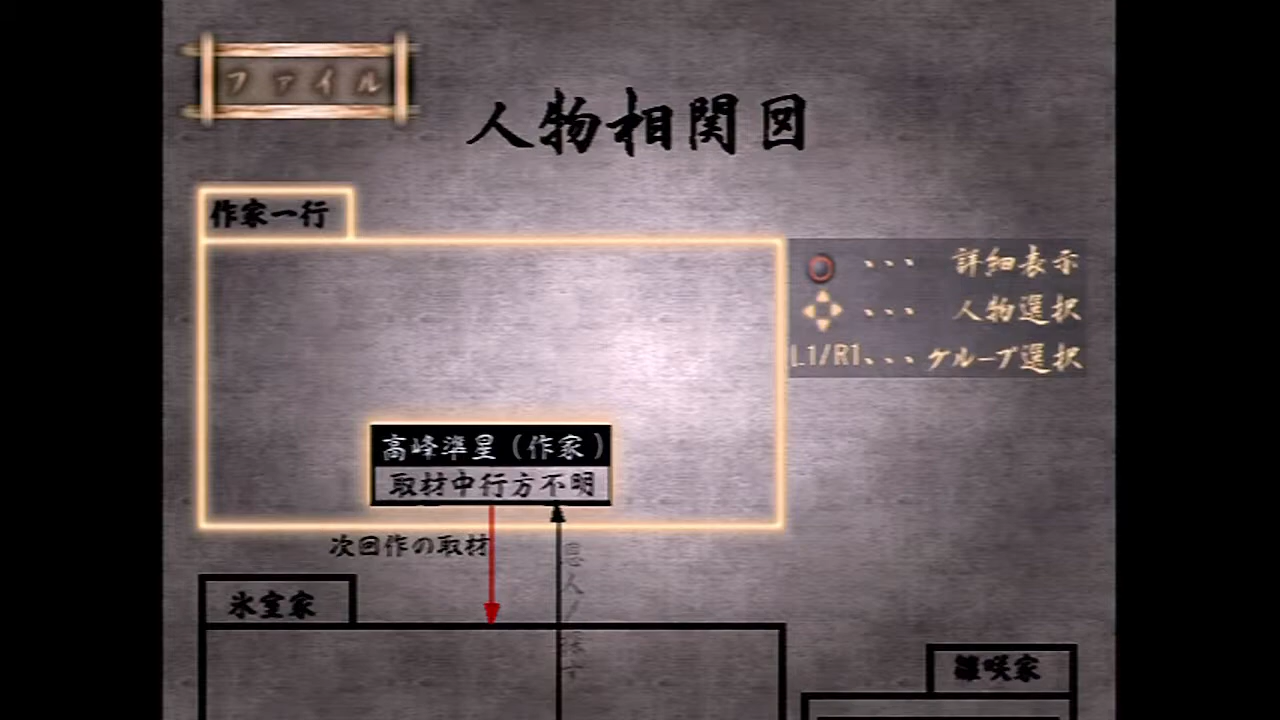 ファイル
人物相関図
作家一行
、、、 詳細表示
、、、 人物選択
L1/R1、、、グループ選択
高峰準星（作家）
取材中行方不明
次回作の取材
恩人/探す
氷室家
雛咲家